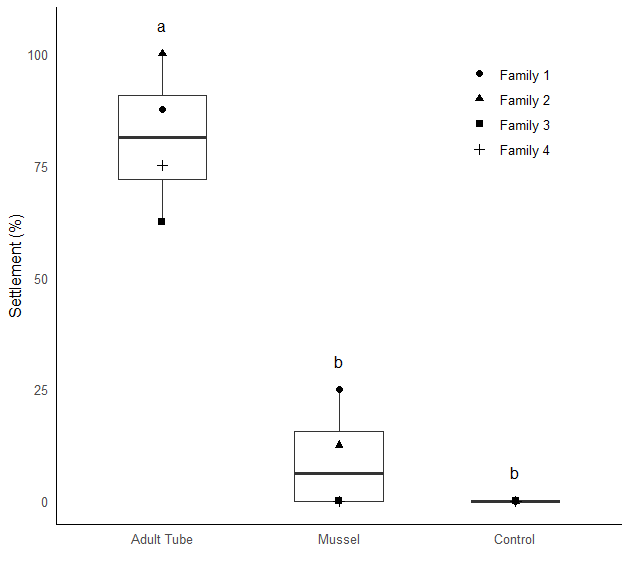 a
100
Family 1
Family 2
Family 3
Family 4
75
Settlement (%)
50
b
25
b
0
Adult Tube Mussel Control